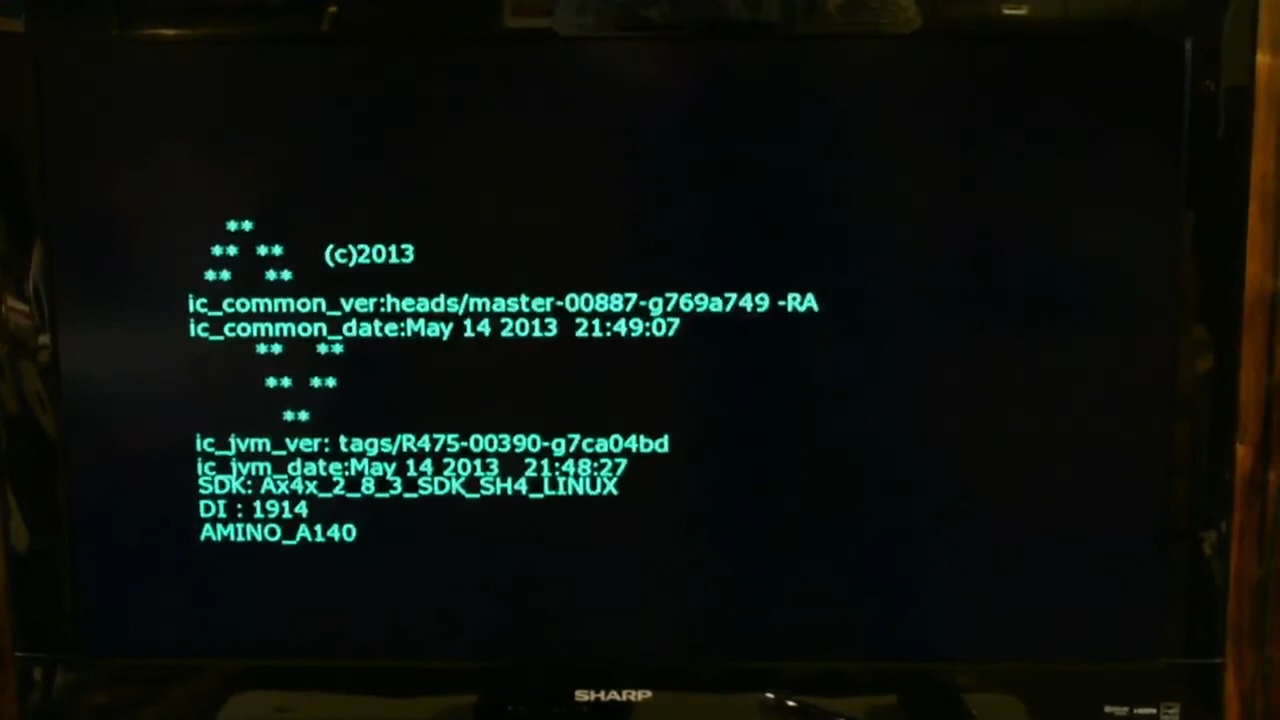 **
** ** (c)2013
** **
ic_common_ver:heads/master-00887-g769a749 -RA
ic_common_date:May 14 2013 21:49:07
** **
** **
**
ic_jvm_ver: tags/R475-00390-g7ca04bd
ic_jvm_date:May 14 2013 21:48:27
SDK: Ax4x_2_8_3_SDK_SH4_LINUX
DI : 1914
AMINO_A140
SHARP